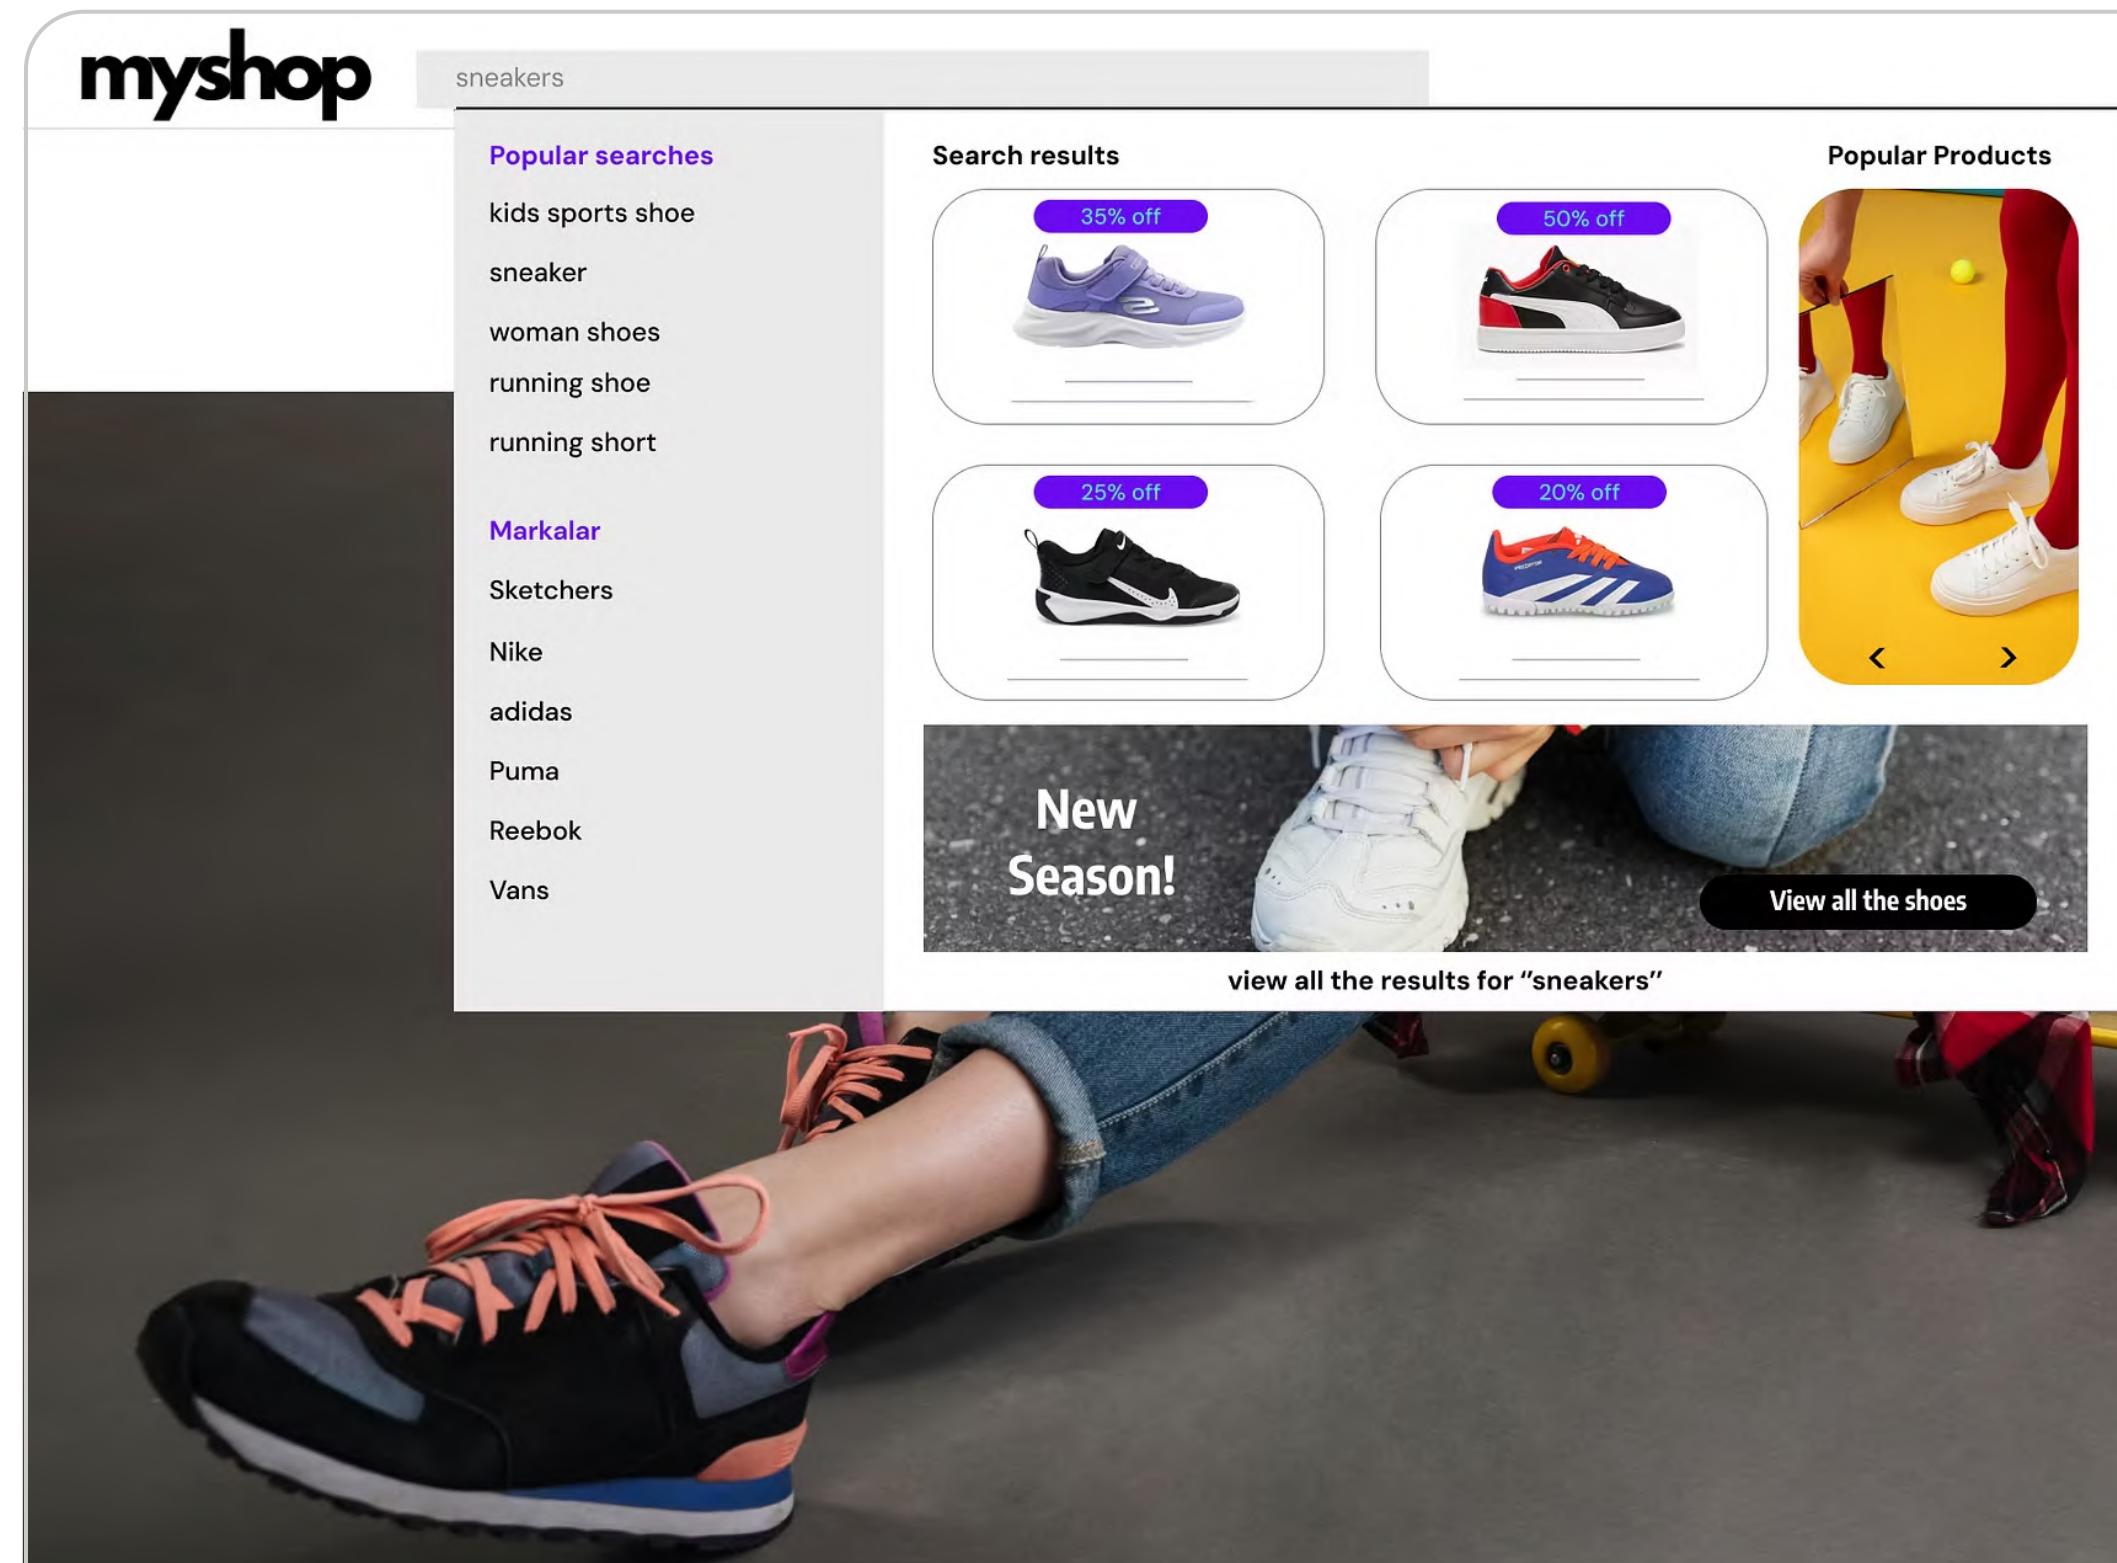 myshop
sneakers
Popular searches
kids sports shoe
sneaker
woman shoes
running shoe
running short
Markalar
Sketchers
Nike
adidas
Puma
Reebok
Vans
Search results
35% off
50% off
25% off
20% off
PREDATOR
Popular Products
New
Season!
View all the shoes
view all the results for “sneakers”